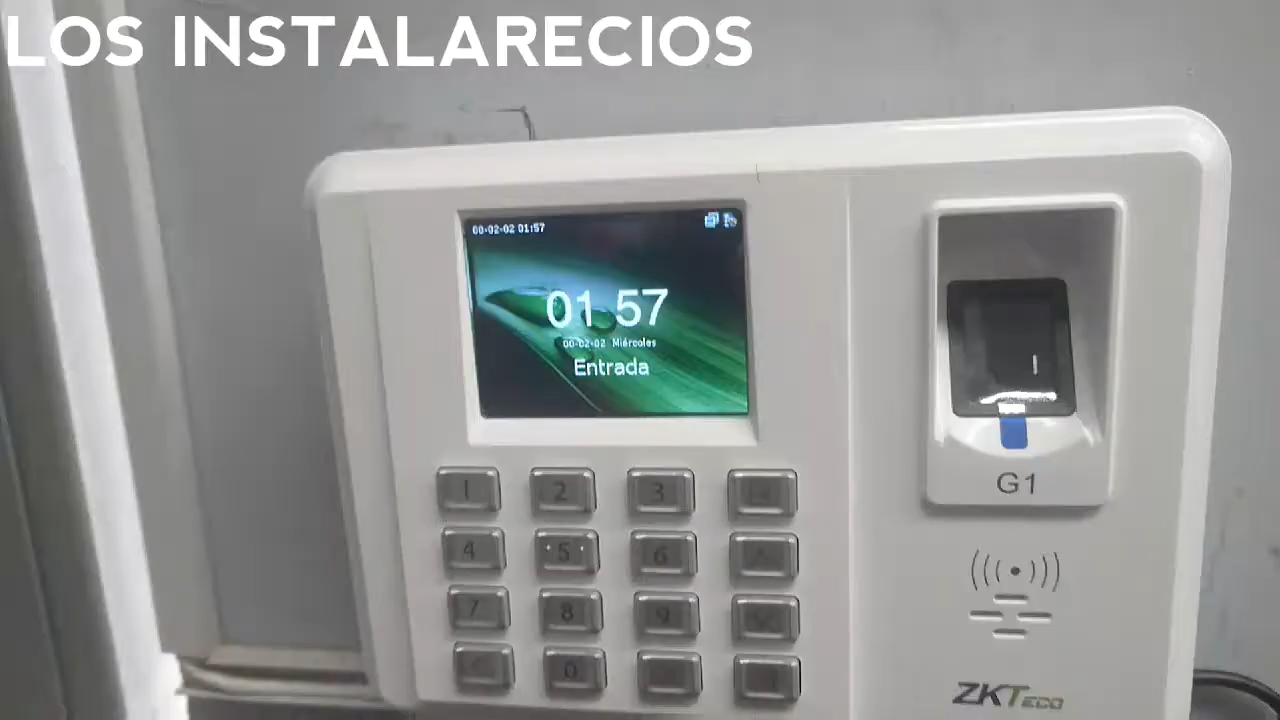 LOS INSTALARECIOS
00-02-02 01:57
01 57
00-02-02 Miércoles
Entrada
1 2 3
4 5 6
7 8 9
0
G1
ZKTECO